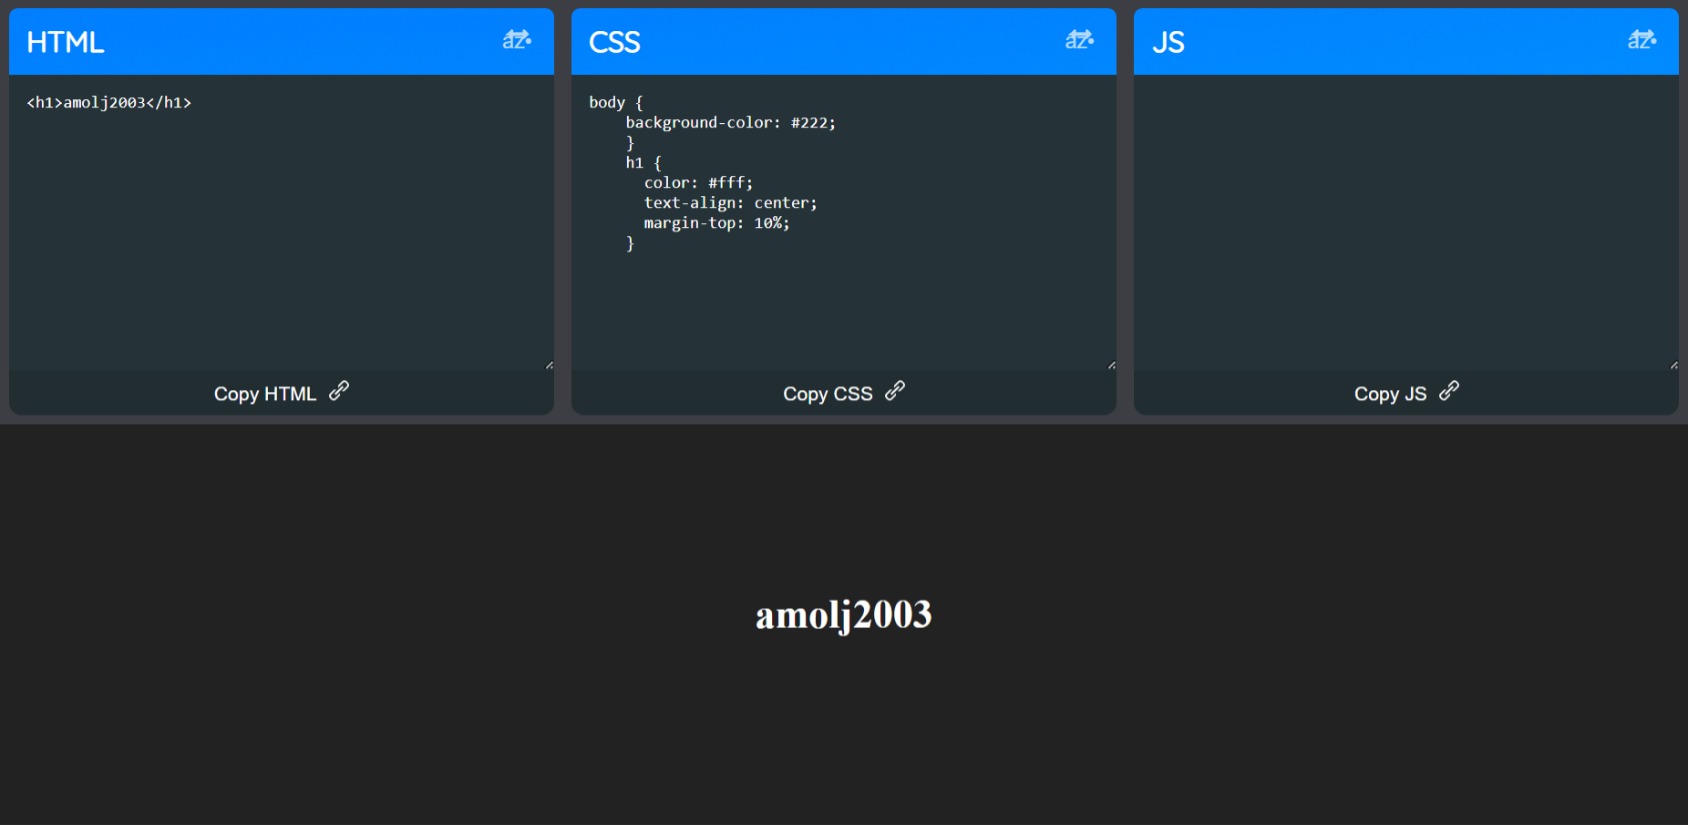 HTML
<h1>amolj2003</h1>
Copy HTML
CSS
body {
    background-color: #222;
    }
    h1 {
      color: #fff;
      text-align: center;
      margin-top: 10%;
    }
Copy CSS
JS
Copy JS
amolj2003